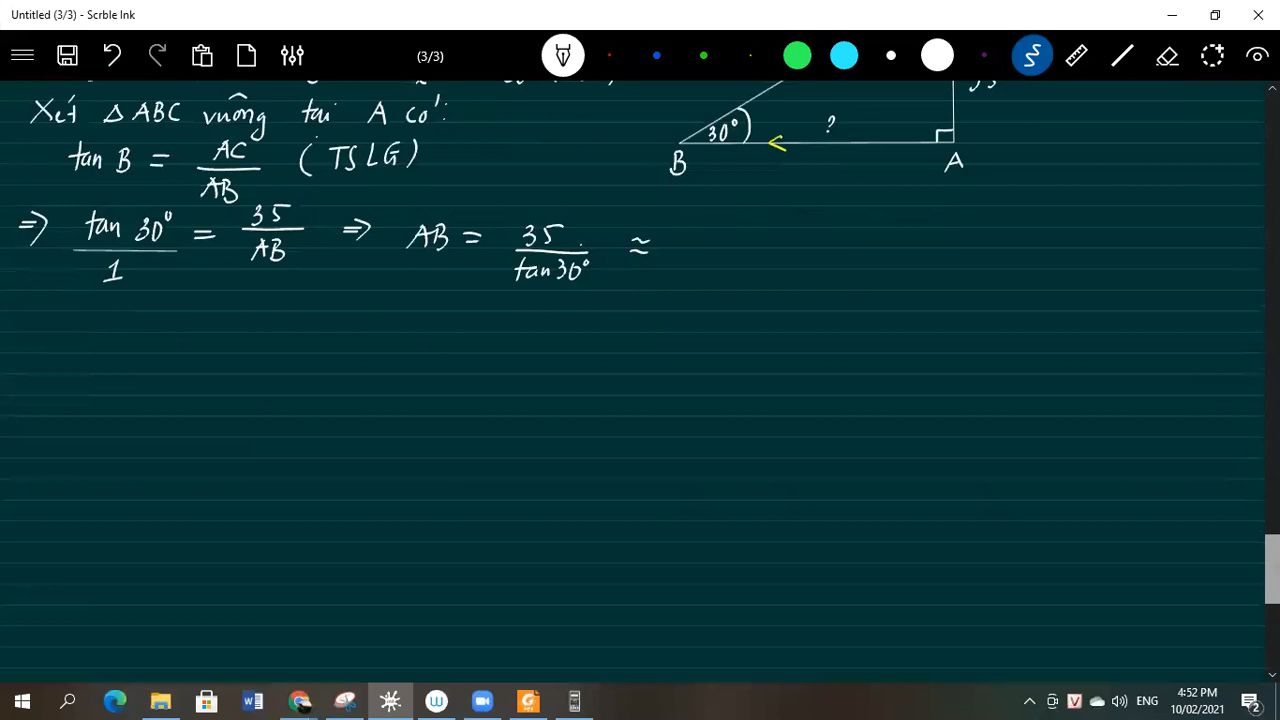 Untitled (3/3) - Scrble Ink
(3/3)
Xét Δ ABC vuông tại A có:
tan B = AC/AB (TSLG)
=> tan 30°/1 = 35/AB => AB = 35/tan 30° ≈
30°
?
B
A
ENG
4:52 PM
10/02/2021
2